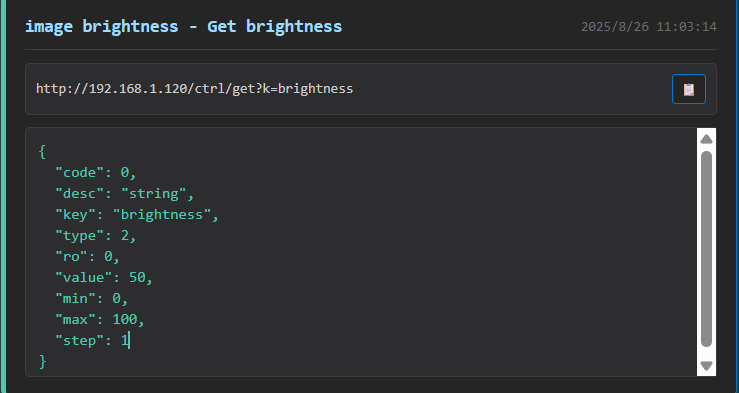 image brightness - Get brightness
2025/8/26 11:03:14
http://192.168.1.120/ctrl/get?k=brightness
{
  "code": 0,
  "desc": "string",
  "key": "brightness",
  "type": 2,
  "ro": 0,
  "value": 50,
  "min": 0,
  "max": 100,
  "step": 1
}